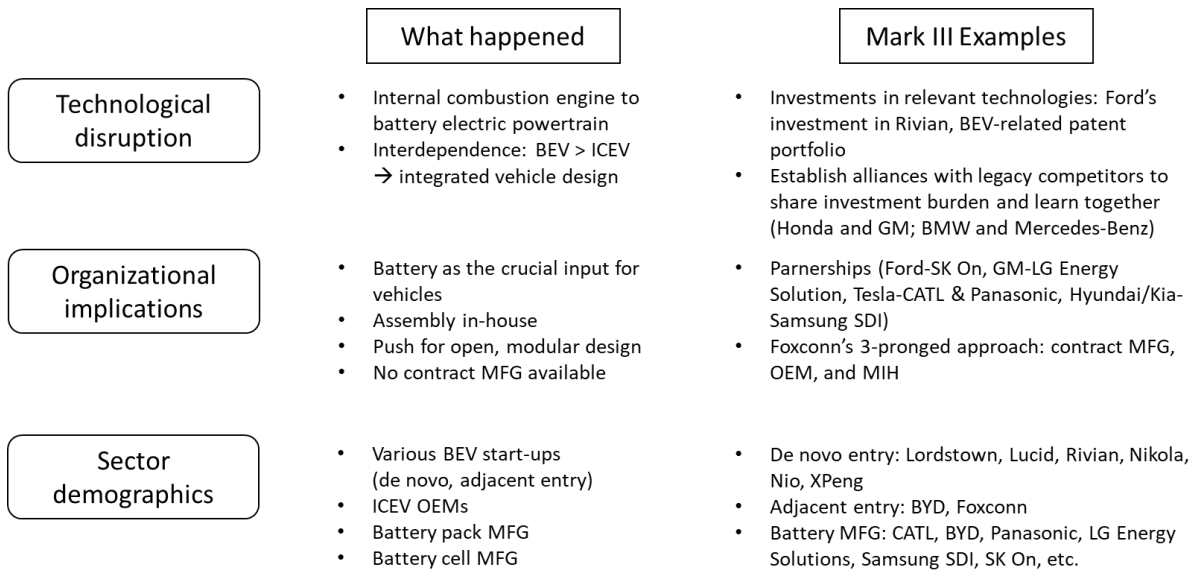 What happened
Mark III Examples
Technological
disruption
• Internal combustion engine to
battery electric powertrain
• Interdependence: BEV > ICEV
→ integrated vehicle design
• Investments in relevant technologies: Ford's
investment in Rivian, BEV-related patent
portfolio
• Establish alliances with legacy competitors to
share investment burden and learn together
(Honda and GM; BMW and Mercedes-Benz)
Organizational
implications
• Battery as the crucial input for
vehicles
• Assembly in-house
• Push for open, modular design
• No contract MFG available
• Parnerships (Ford-SK On, GM-LG Energy
Solution, Tesla-CATL & Panasonic, Hyundai/Kia-
Samsung SDI)
• Foxconn's 3-pronged approach: contract MFG,
OEM, and MIH
Sector
demographics
• Various BEV start-ups
(de novo, adjacent entry)
• ICEV OEMs
• Battery pack MFG
• Battery cell MFG
• De novo entry: Lordstown, Lucid, Rivian, Nikola,
Nio, XPeng
• Adjacent entry: BYD, Foxconn
• Battery MFG: CATL, BYD, Panasonic, LG Energy
Solutions, Samsung SDI, SK On, etc.